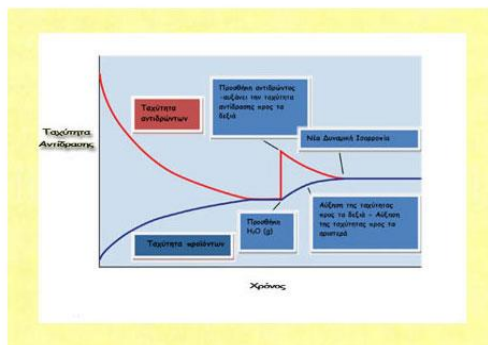 Προσθήκη αντιδρώντος
-αυξάνει την ταχύτητα
αντίδρασης προς τα
δεξιά
Ταχύτητα
αντιδρώντων
Νέα Δυναμική Ισορροπία
Ταχύτητα
Αντίδρασης
Αύξηση της ταχύτητας
προς τα δεξιά - Αύξηση
της ταχύτητας προς τα
αριστερά
Προσθήκη
H₂O (g)
Ταχύτητα προϊόντων
Χρόνος